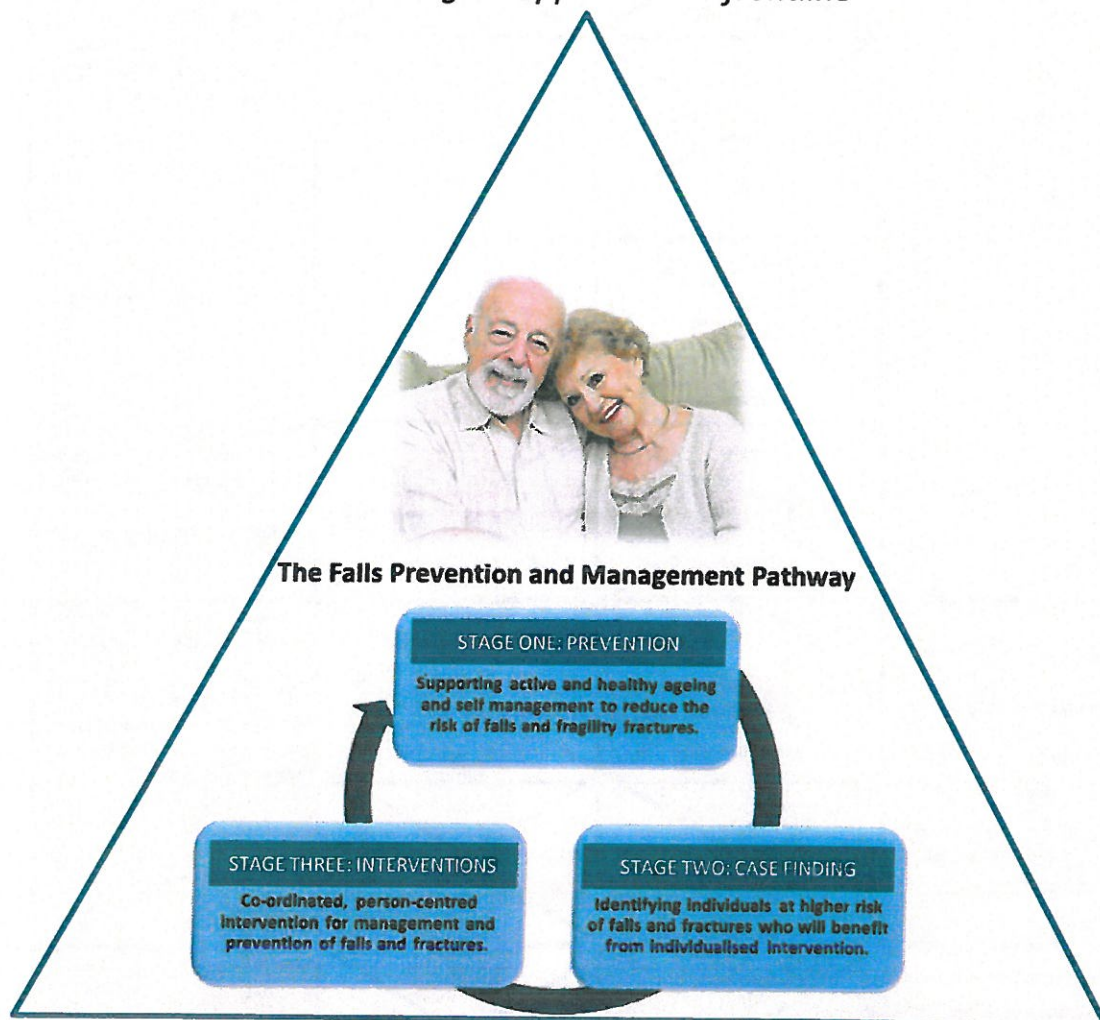 The Falls Prevention and Management Pathway
STAGE ONE: PREVENTION
Supporting active and healthy ageing
and self management to reduce the
risk of falls and fragility fractures.
STAGE THREE: INTERVENTIONS
Co-ordinated, person-centred
intervention for management and
prevention of falls and fractures.
STAGE TWO: CASE FINDING
Identifying individuals at higher risk
of falls and fractures who will benefit
from individualised intervention.